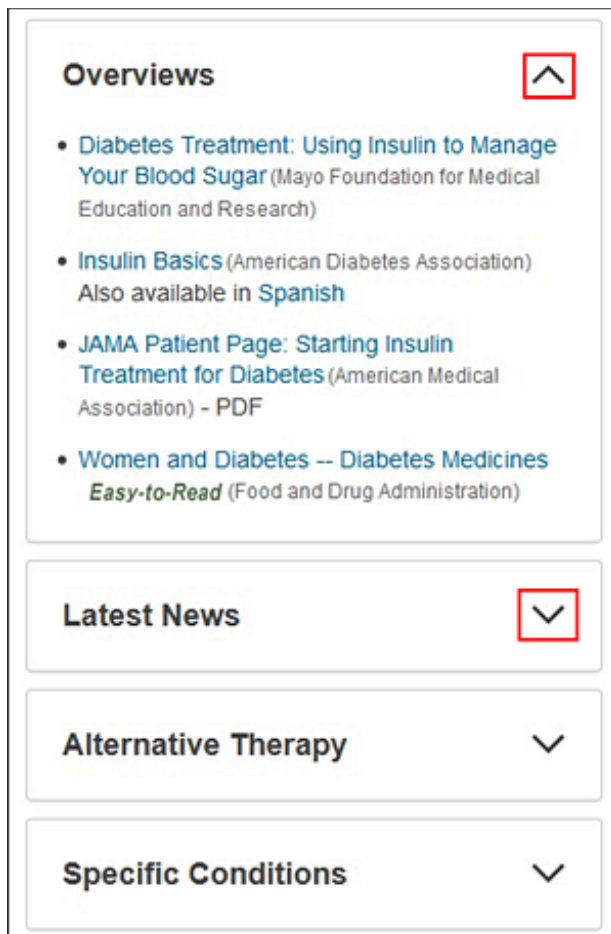 Overviews
• Diabetes Treatment: Using Insulin to Manage
Your Blood Sugar (Mayo Foundation for Medical
Education and Research)
• Insulin Basics (American Diabetes Association)
Also available in Spanish
• JAMA Patient Page: Starting Insulin
Treatment for Diabetes (American Medical
Association) - PDF
• Women and Diabetes -- Diabetes Medicines
Easy-to-Read (Food and Drug Administration)
Latest News
Alternative Therapy
Specific Conditions